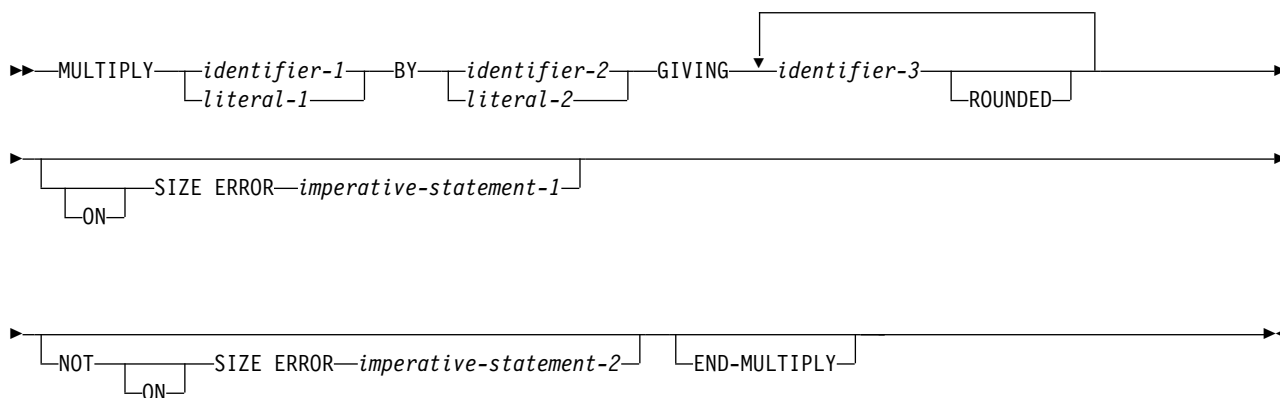 MULTIPLY identifier-1 BY identifier-2 GIVING identifier-3
literal-1 literal-2 ROUNDED
SIZE ERROR imperative-statement-1
ON
NOT SIZE ERROR imperative-statement-2 END-MULTIPLY
ON